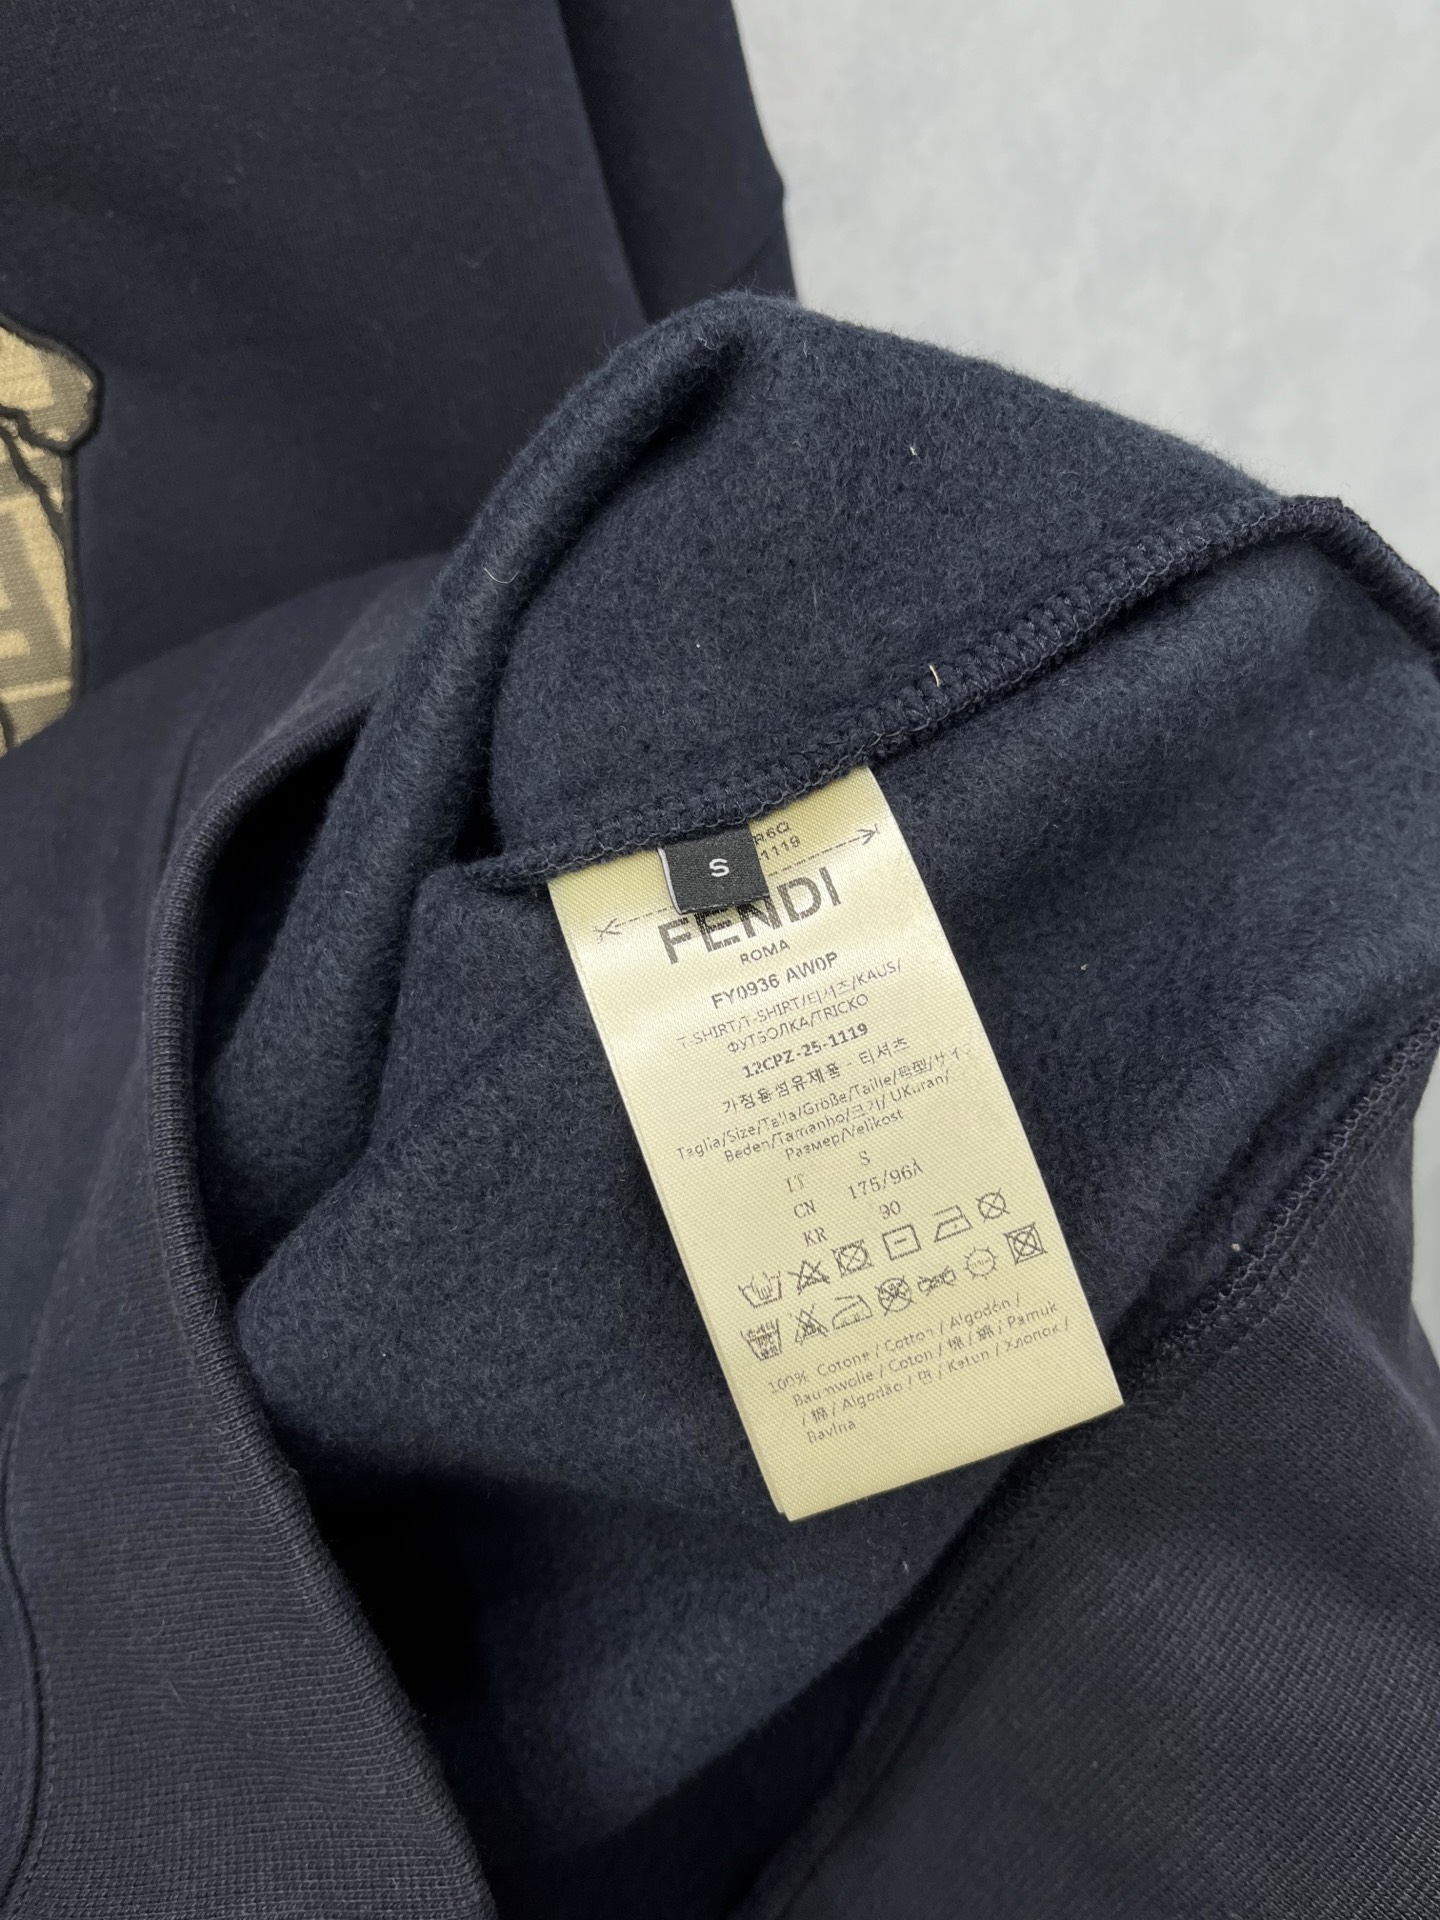 S
R6Q
1119
FENDI
ROMA
FY0936 AW0P
T-SHIRT/T-SHIRT/티셔츠/KAUS/
ФУТБОЛКА/TRICKO
12CPZ-25-1119
가정용 섬유제품 - 티셔츠
Taglia/Size/Talla/Größe/Taille/型/サイ
Beden/Tamanho/크기/ UKuran/
Размер/Velikost
IT S
CN 175/96A
KR 90
100% Cotone / Cotton / Algodón /
Baumwolle / Coton / 棉 / 綿 / Pamuk
/ 棉 / Algodão / 면 / Katun / Хлопок /
Bavlna